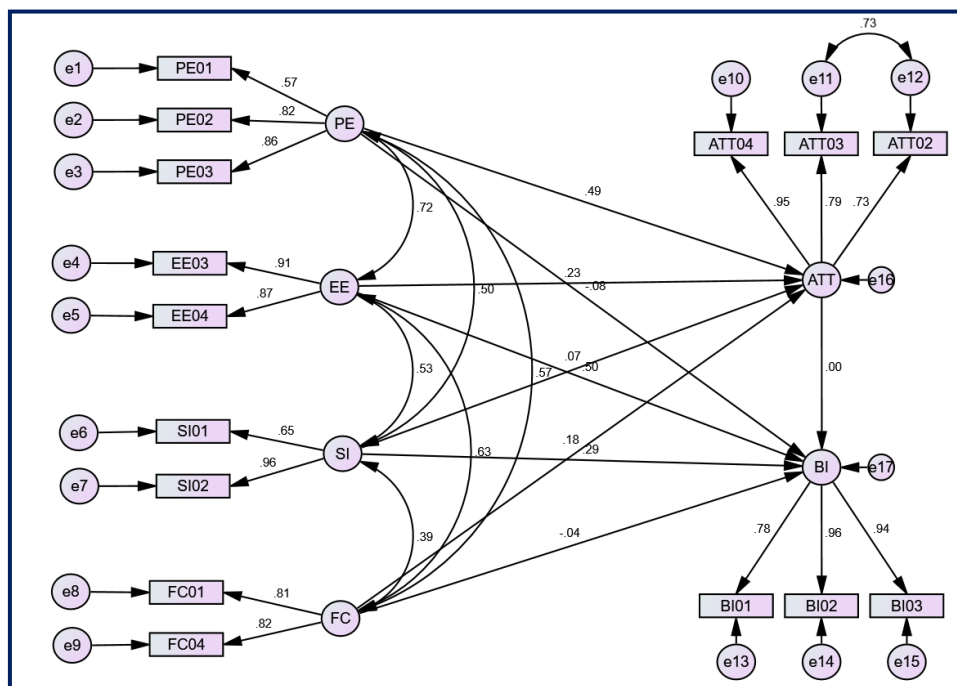 .73
e1
PE01
.57
e10
e11
e12
e2
PE02
.82
PE
ATT04
ATT03
ATT02
e3
PE03
.86
.49
.95
.79
.73
.72
e4
EE03
.91
.23
EE
.50
-.08
ATT
e16
e5
EE04
.87
.07
.53
.57
.50
.00
e6
SI01
.65
.18
SI
.63
.29
BI
e17
e7
SI02
.96
.39
-.04
.78
.96
.94
e8
FC01
.81
BI01
BI02
BI03
FC
e9
FC04
.82
e13
e14
e15